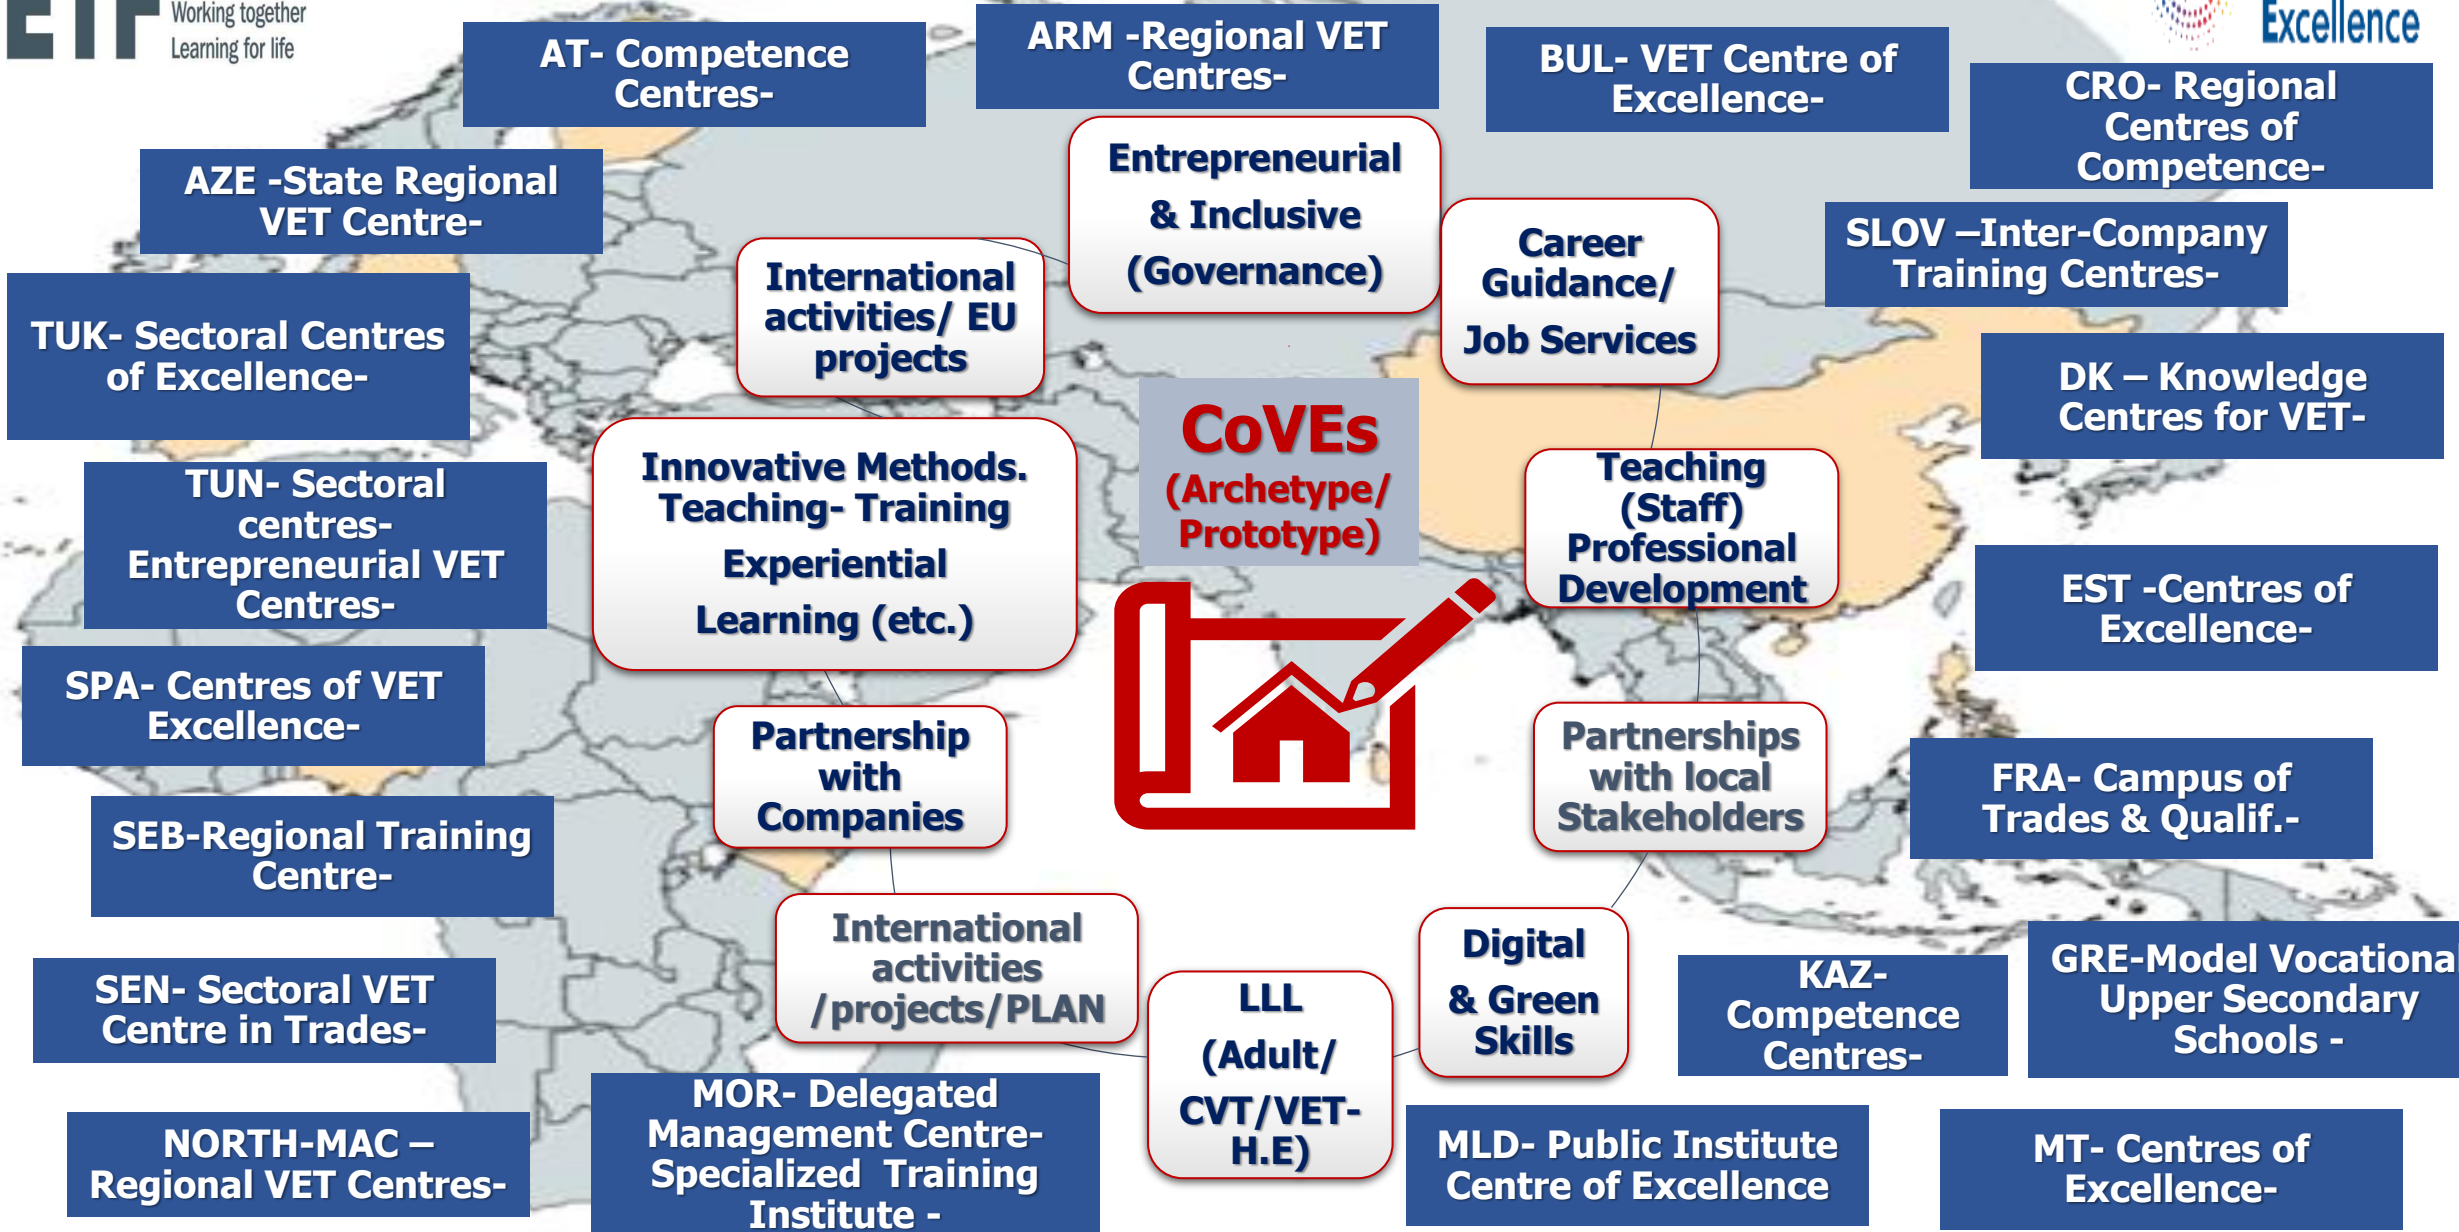 ETF
Working together
Learning for life
Excellence
AT- Competence
Centres-
ARM -Regional VET
Centres-
BUL- VET Centre of
Excellence-
CRO- Regional
Centres of
Competence-
AZE -State Regional
VET Centre-
SLOV –Inter-Company
Training Centres-
TUK- Sectoral Centres
of Excellence-
DK – Knowledge
Centres for VET-
TUN- Sectoral
centres-
Entrepreneurial VET
Centres-
EST -Centres of
Excellence-
SPA- Centres of VET
Excellence-
FRA- Campus of
Trades & Qualif.-
SEB-Regional Training
Centre-
GRE-Model Vocational
Upper Secondary
Schools -
KAZ-
Competence
Centres-
SEN- Sectoral VET
Centre in Trades-
NORTH-MAC –
Regional VET Centres-
MOR- Delegated
Management Centre-
Specialized Training
Institute -
MLD- Public Institute
Centre of Excellence
MT- Centres of
Excellence-
Entrepreneurial
& Inclusive
(Governance)
Career
Guidance/
Job Services
Teaching
(Staff)
Professional
Development
Partnerships
with local
Stakeholders
Digital
& Green
Skills
LLL
(Adult/
CVT/VET-
H.E)
International
activities
/projects/PLAN
Partnership
with
Companies
Innovative Methods.
Teaching- Training
Experiential
Learning (etc.)
International
activities/ EU
projects
CoVEs
(Archetype/
Prototype)